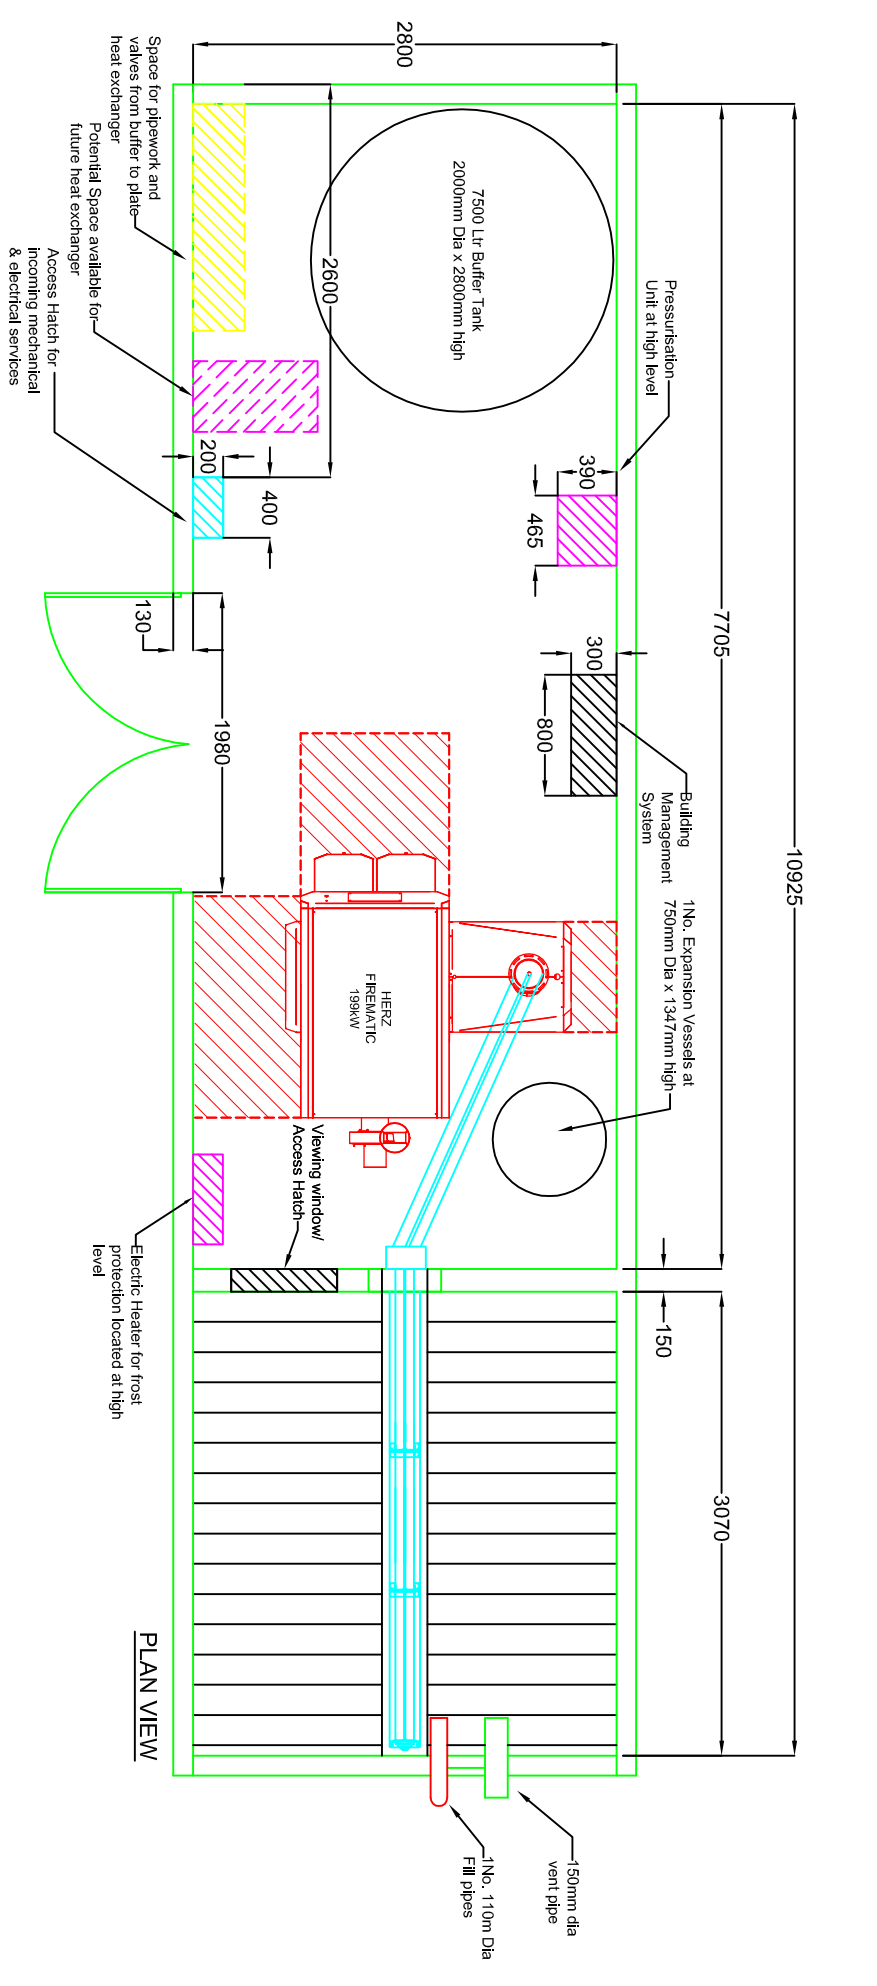 10925
7705
3070
150
2800
2600
7500 Ltr Buffer Tank
2000mm Dia x 2800mm high
Pressurisation
Unit at high level
390
465
300
800
Building
Management
System
1No. Expansion Vessels at
750mm Dia x 1347mm high
200
400
130
1980
HERZ
FIREMATIC
199kW
Viewing window/
Access Hatch
Space for pipework and
valves from buffer to plate
heat exchanger
Potential Space available for
future heat exchanger
Access Hatch for
incoming mechanical
& electrical services
Electric Heater for frost
protection located at high
level
150mm dia
vent pipe
1No. 110m Dia
Fill pipes
PLAN VIEW